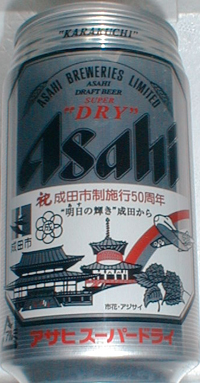 "KARAKUCHI"
ASAHI BREWERIES LIMITED
ASAHI
DRAFT BEER
SUPER
"DRY"
Asahi
祝 成田市制施行50周年
"明日の輝き"成田から
成田市
市花・アジサイ
アサヒスーパードライ